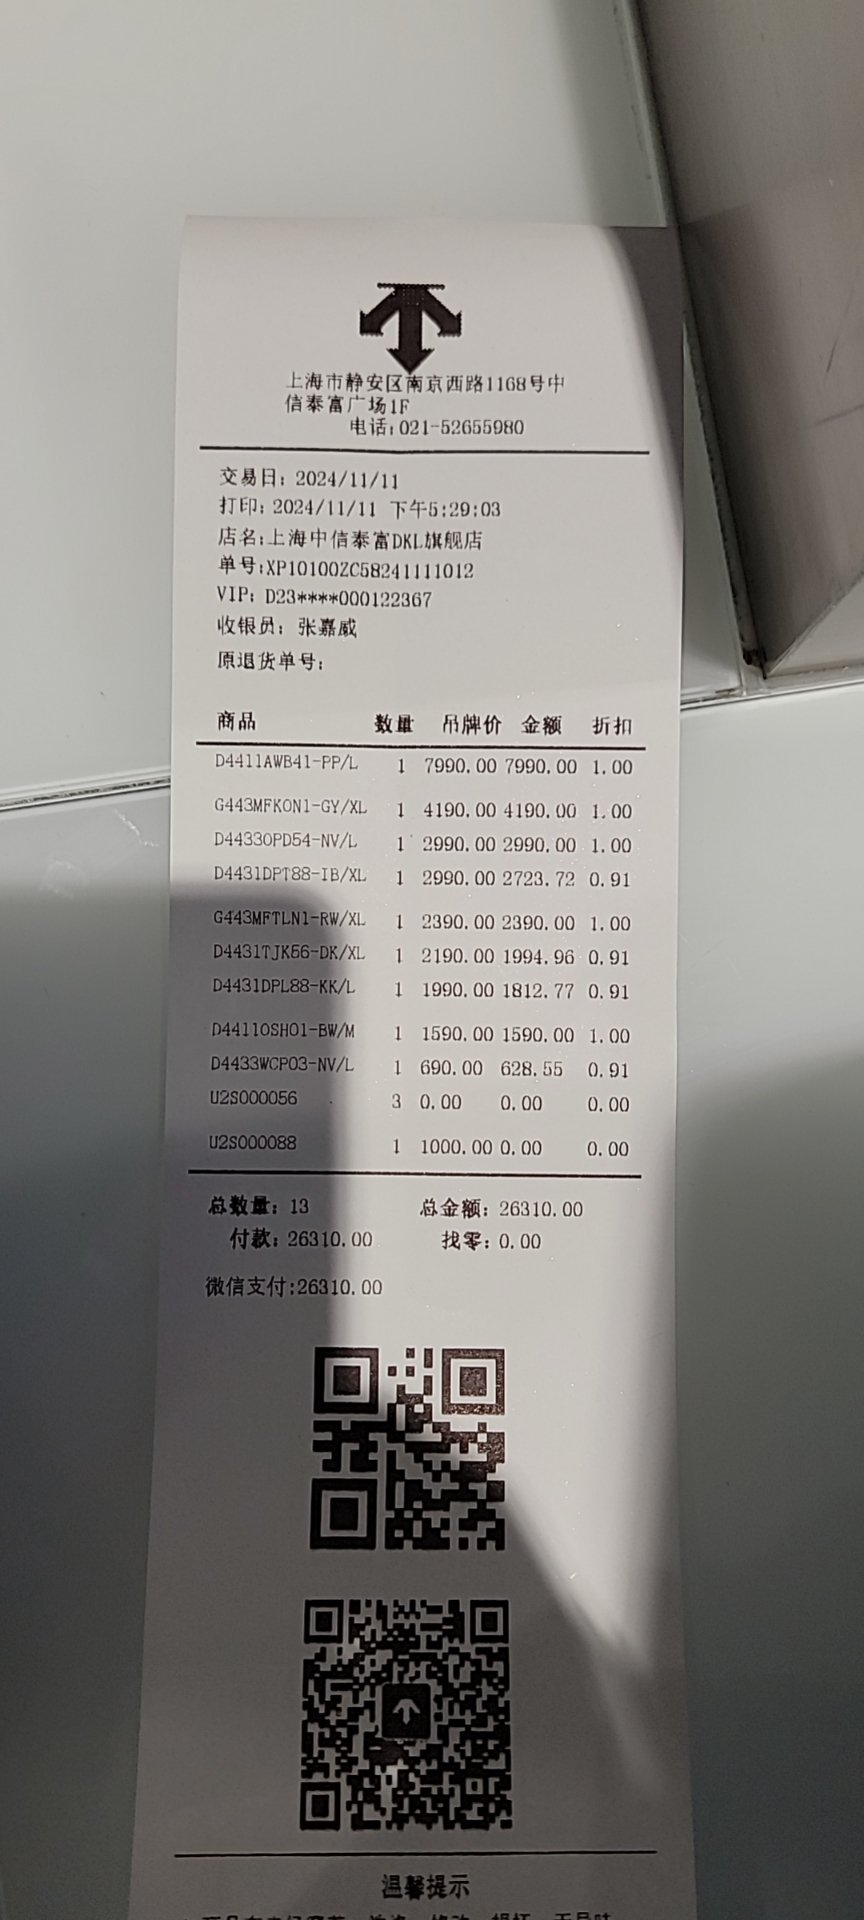 上海市静安区南京西路1168号中
信泰富广场1F
电话:021-52655980
交易日: 2024/11/11
打印: 2024/11/11 下午5:29:03
店名:上海中信泰富DKL旗舰店
单号:XP10100ZC58241111012
VIP: D23****000122367
收银员: 张嘉威
原退货单号:
商品 数量 吊牌价 金额 折扣
D4411AWB41-PP/L 1 7990.00 7990.00 1.00
G443MFKON1-GY/XL 1 4190.00 4190.00 1.00
D4433OPD54-NV/L 1 2990.00 2990.00 1.00
D4431DPT88-IB/XL 1 2990.00 2723.72 0.91
G443MFTLN1-RW/XL 1 2390.00 2390.00 1.00
D4431TJK56-DK/XL 1 2190.00 1994.96 0.91
D4431DPL88-KK/L 1 1990.00 1812.77 0.91
D4411OSH01-BW/M 1 1590.00 1590.00 1.00
D4433WCP03-NV/L 1 690.00 628.55 0.91
U2S000056 3 0.00 0.00 0.00
U2S000088 1 1000.00 0.00 0.00
总数量: 13 总金额: 26310.00
付款: 26310.00 找零: 0.00
微信支付:26310.00
温馨提示